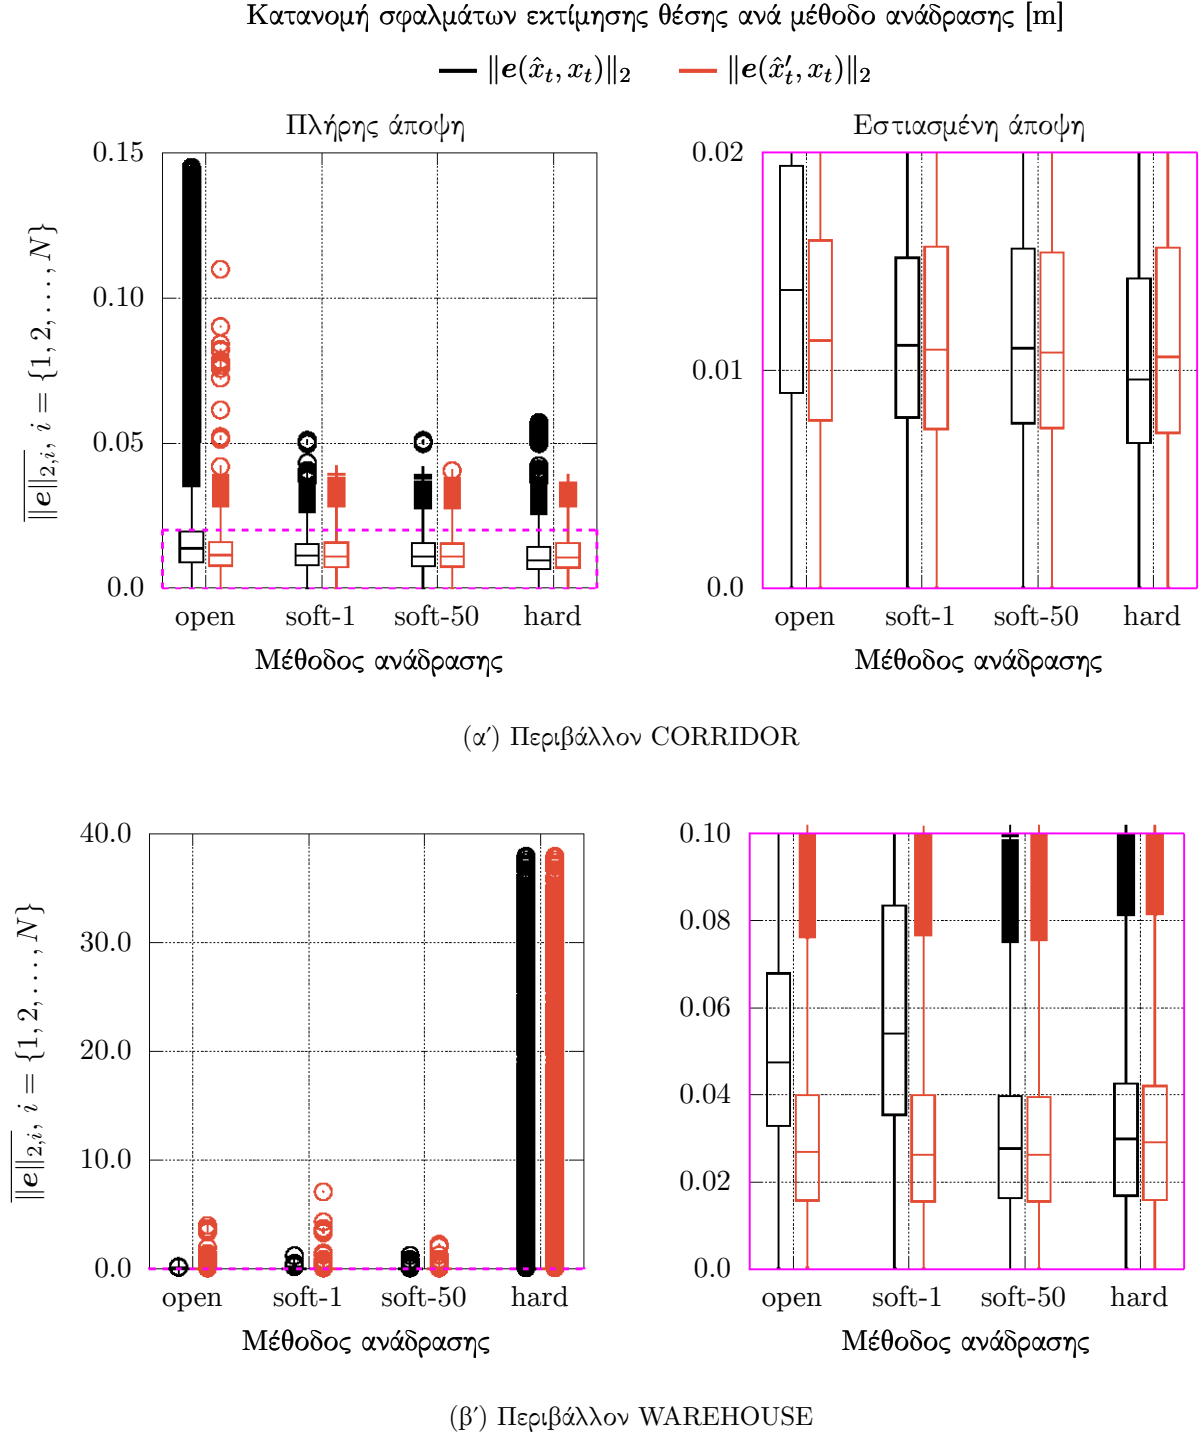 Κατανομή σφαλμάτων εκτίμησης θέσης ανά μέθοδο ανάδρασης [m]
‖e(x̂_t, x_t)‖_2 ‖e(x̂′_t, x_t)‖_2
Πλήρης άποψη
‖e‖_{2,i}, i = {1, 2, . . . , N}
0.15
0.10
0.05
0.0
open soft-1 soft-50 hard
Μέθοδος ανάδρασης
Εστιασμένη άποψη
0.02
0.01
0.0
open soft-1 soft-50 hard
Μέθοδος ανάδρασης
(α′) Περιβάλλον CORRIDOR
‖e‖_{2,i}, i = {1, 2, . . . , N}
40.0
30.0
20.0
10.0
0.0
open soft-1 soft-50 hard
Μέθοδος ανάδρασης
0.10
0.08
0.06
0.04
0.02
0.0
open soft-1 soft-50 hard
Μέθοδος ανάδρασης
(β′) Περιβάλλον WAREHOUSE